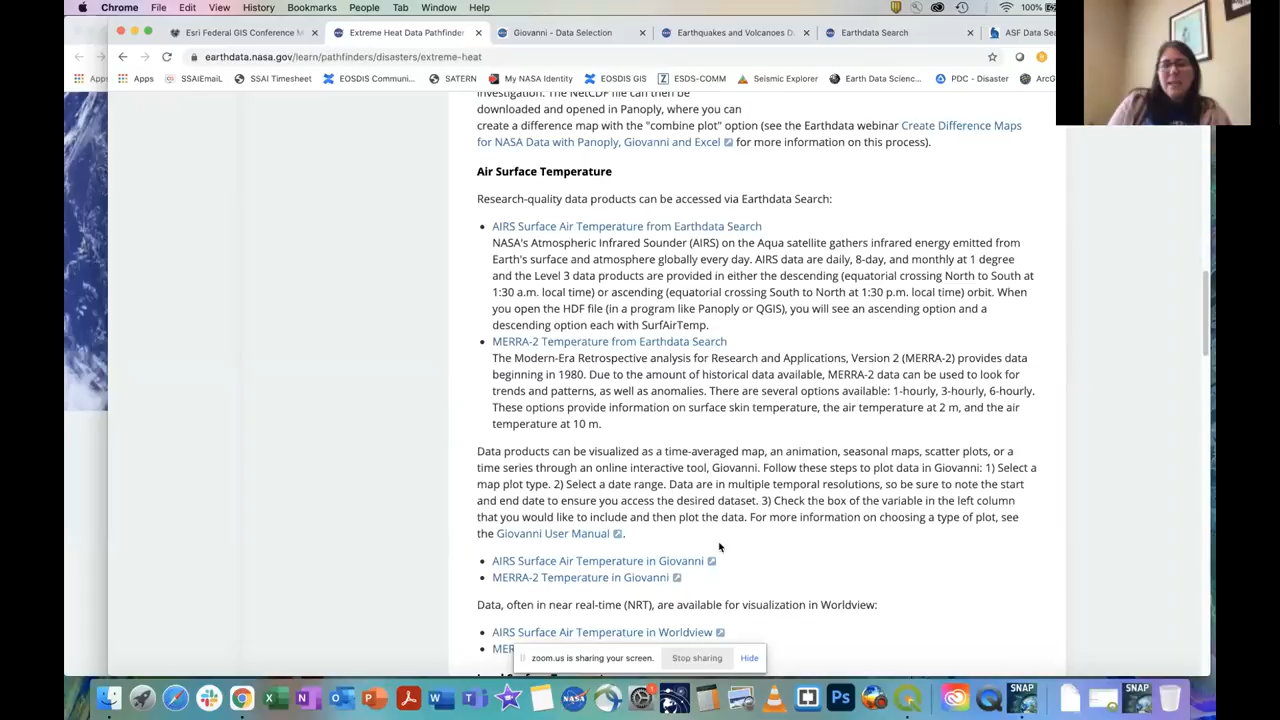 Chrome File Edit View History Bookmarks People Tab Window Help 100%
Esri Federal GIS Conference M × Extreme Heat Data Pathfinder × Giovanni - Data Selection × Earthquakes and Volcanoes D × Earthdata Search × ASF Data Sea
earthdata.nasa.gov/learn/pathfinders/disasters/extreme-heat
Apps SSAIEmaiL SSAI Timesheet EOSDIS Communi... SATERN My NASA Identity EOSDIS GIS ESDS-COMM Seismic Explorer Earth Data Scienc... PDC - Disaster ArcG
investigation. The NetCDF file can then be
downloaded and opened in Panoply, where you can
create a difference map with the "combine plot" option (see the Earthdata webinar Create Difference Maps
for NASA Data with Panoply, Giovanni and Excel for more information on this process).
Air Surface Temperature
Research-quality data products can be accessed via Earthdata Search:
• AIRS Surface Air Temperature from Earthdata Search
NASA's Atmospheric Infrared Sounder (AIRS) on the Aqua satellite gathers infrared energy emitted from
Earth's surface and atmosphere globally every day. AIRS data are daily, 8-day, and monthly at 1 degree
and the Level 3 data products are provided in either the descending (equatorial crossing North to South at
1:30 a.m. local time) or ascending (equatorial crossing South to North at 1:30 p.m. local time) orbit. When
you open the HDF file (in a program like Panoply or QGIS), you will see an ascending option and a
descending option each with SurfAirTemp.
• MERRA-2 Temperature from Earthdata Search
The Modern-Era Retrospective analysis for Research and Applications, Version 2 (MERRA-2) provides data
beginning in 1980. Due to the amount of historical data available, MERRA-2 data can be used to look for
trends and patterns, as well as anomalies. There are several options available: 1-hourly, 3-hourly, 6-hourly.
These options provide information on surface skin temperature, the air temperature at 2 m, and the air
temperature at 10 m.
Data products can be visualized as a time-averaged map, an animation, seasonal maps, scatter plots, or a
time series through an online interactive tool, Giovanni. Follow these steps to plot data in Giovanni: 1) Select a
map plot type. 2) Select a date range. Data are in multiple temporal resolutions, so be sure to note the start
and end date to ensure you access the desired dataset. 3) Check the box of the variable in the left column
that you would like to include and then plot the data. For more information on choosing a type of plot, see
the Giovanni User Manual.
• AIRS Surface Air Temperature in Giovanni
• MERRA-2 Temperature in Giovanni
Data, often in near real-time (NRT), are available for visualization in Worldview:
• AIRS Surface Air Temperature in Worldview
• MER
zoom.us is sharing your screen. Stop sharing Hide
NASA Ps SNAP SNAP